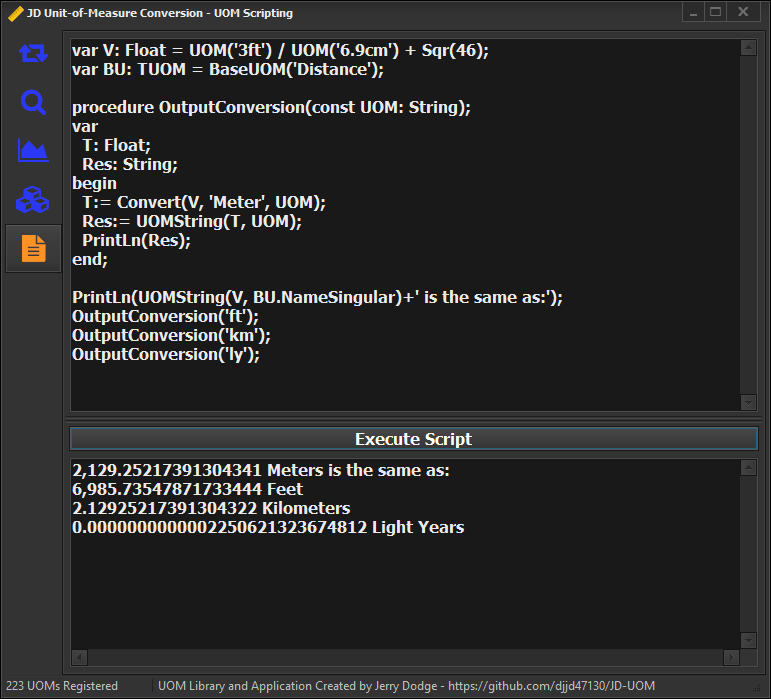 JD Unit-of-Measure Conversion - UOM Scripting
var V: Float = UOM('3ft') / UOM('6.9cm') + Sqr(46);
var BU: TUOM = BaseUOM('Distance');
procedure OutputConversion(const UOM: String);
var
  T: Float;
  Res: String;
begin
  T:= Convert(V, 'Meter', UOM);
  Res:= UOMString(T, UOM);
  PrintLn(Res);
end;
PrintLn(UOMString(V, BU.NameSingular)+' is the same as:');
OutputConversion('ft');
OutputConversion('km');
OutputConversion('ly');
Execute Script
2,129.25217391304341 Meters is the same as:
6,985.73547871733444 Feet
2.12925217391304322 Kilometers
0.0000000000002250621323674812 Light Years
223 UOMs Registered
UOM Library and Application Created by Jerry Dodge - https://github.com/djjd47130/JD-UOM